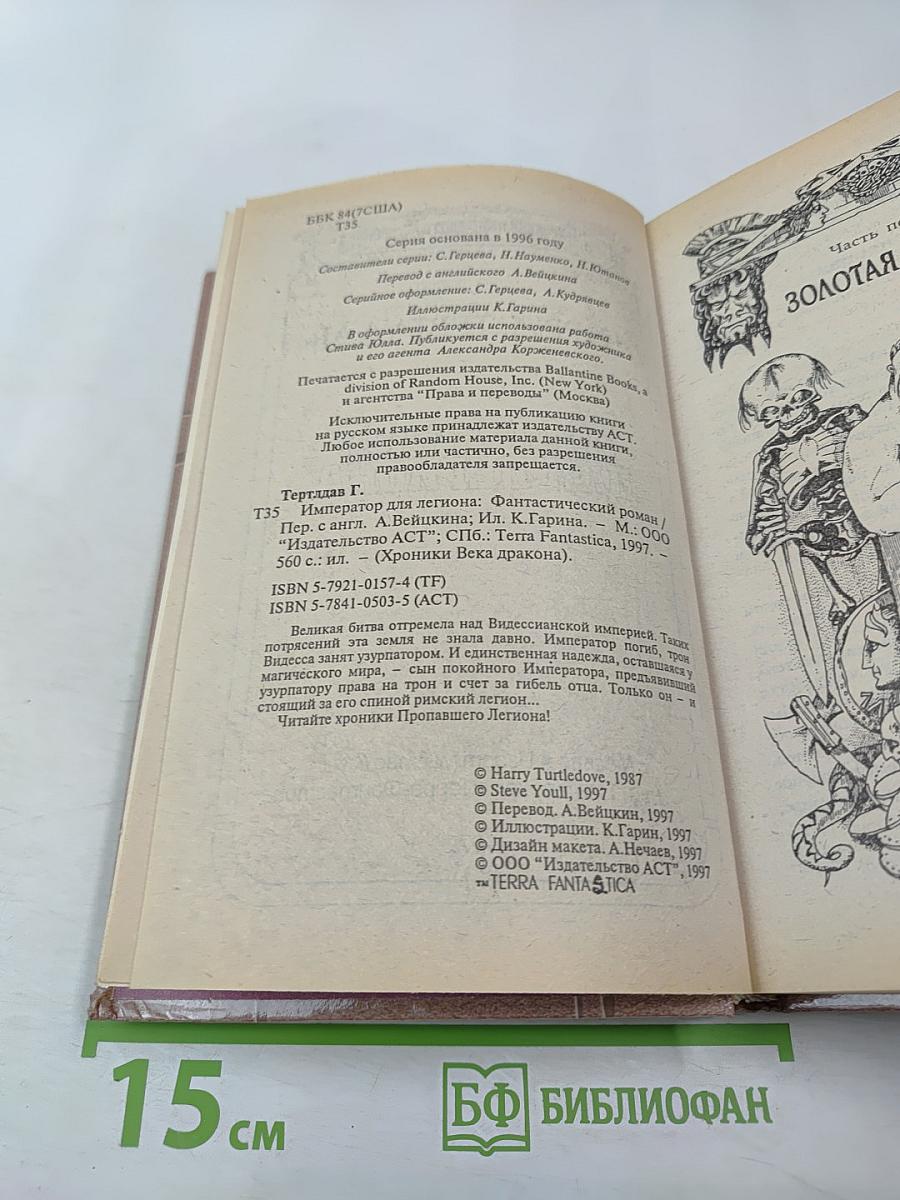 ББК 84(7США)
Т35
Серия основана в 1996 году
Составители серии: С.Герцева, Н.Науменко, Н.Ютанов
Перевод с английского А.Вейцкина
Серийное оформление: С.Герцева, А.Кудрявцев
Иллюстрации К.Гарина
В оформлении обложки использована работа
Стива Юлла. Публикуется с разрешения художника
и его агента Александра Корженевского.
Печатается с разрешения издательства Ballantine Books, a
division of Random House, Inc. (New York)
и агентства "Права и переводы" (Москва)
Исключительные права на публикацию книги
на русском языке принадлежат издательству АСТ.
Любое использование материала данной книги,
полностью или частично, без разрешения
правообладателя запрещается.
Тертлдав Г.
Т35 Император для легиона: Фантастический роман /
Пер. с англ. А.Вейцкина; Ил. К.Гарина. – М.: ООО
"Издательство АСТ"; СПб.: Terra Fantastica, 1997. –
560 с.: ил. – (Хроники Века дракона).
ISBN 5-7921-0157-4 (TF)
ISBN 5-7841-0503-5 (АСТ)
Великая битва отгремела над Видессианской империей. Таких
потрясений эта земля не знала давно. Император погиб, трон
Видесса занят узурпатором. И единственная надежда, оставшаяся у
магического мира, – сын покойного Императора, предъявивший
узурпатору права на трон и счет за гибель отца. Только он – и
стоящий за его спиной римский легион...
Читайте хроники Пропавшего Легиона!
© Harry Turtledove, 1987
© Steve Youll, 1997
© Перевод. А.Вейцкин, 1997
© Иллюстрации. К.Гарин, 1997
© Дизайн макета. А.Нечаев, 1997
© ООО "Издательство АСТ", 1997
™ TERRA FANTASTICA
Часть пе
ЗОЛОТАЯ
15 см
БФ БИБЛИОФАН